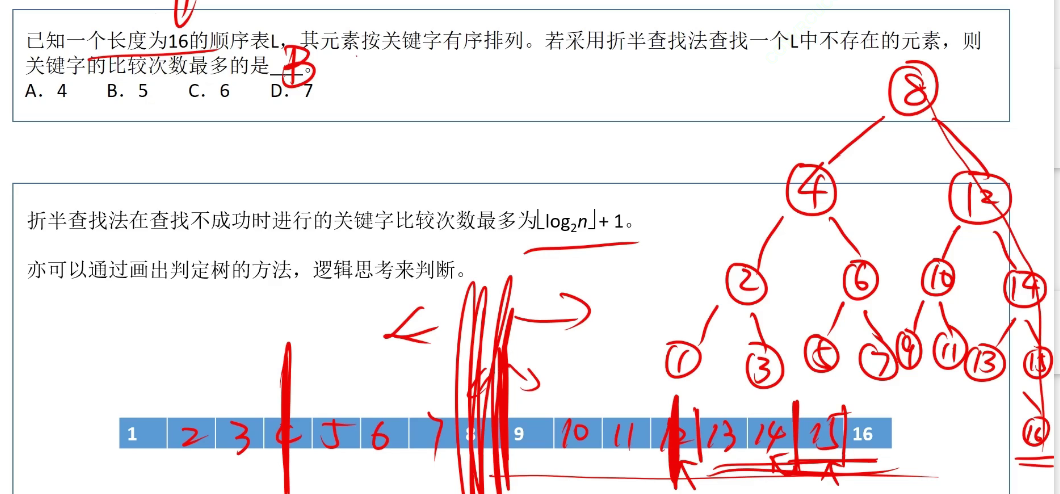 已知一个长度为16的顺序表L，其元素按关键字有序排列。若采用折半查找法查找一个L中不存在的元素，则
关键字的比较次数最多的是____。
B
A. 4 B. 5 C. 6 D. 7
折半查找法在查找不成功时进行的关键字比较次数最多为⌊log₂n⌋+ 1。
亦可以通过画出判定树的方法，逻辑思考来判断。
8
4 12
2 6 10 14
1 3 5 7 9 11 13 15
16
1 2 3 4 5 6 7 8 9 10 11 12 13 14 15 16